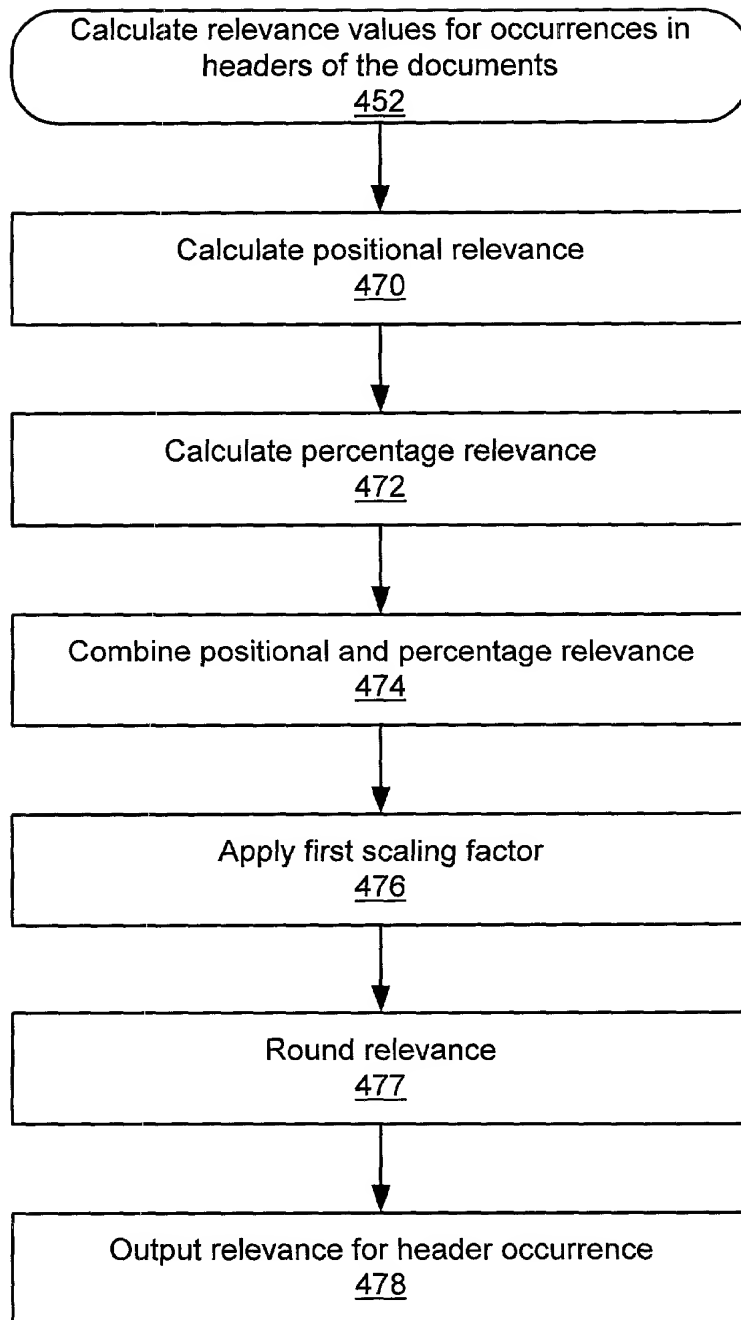 Calculate relevance values for occurrences in
headers of the documents
452
Calculate positional relevance
470
Calculate percentage relevance
472
Combine positional and percentage relevance
474
Apply first scaling factor
476
Round relevance
477
Output relevance for header occurrence
478